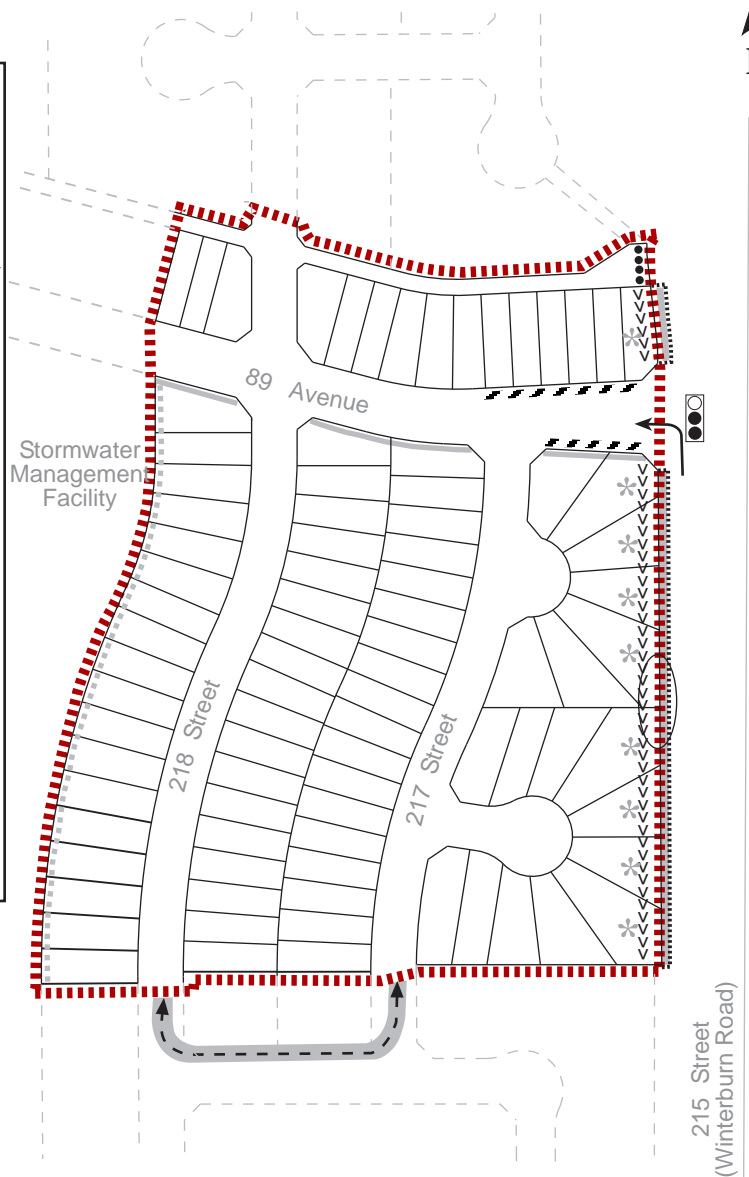 89 Avenue
Stormwater
Management
Facility
218 Street
217 Street
215 Street
(Winterburn Road)